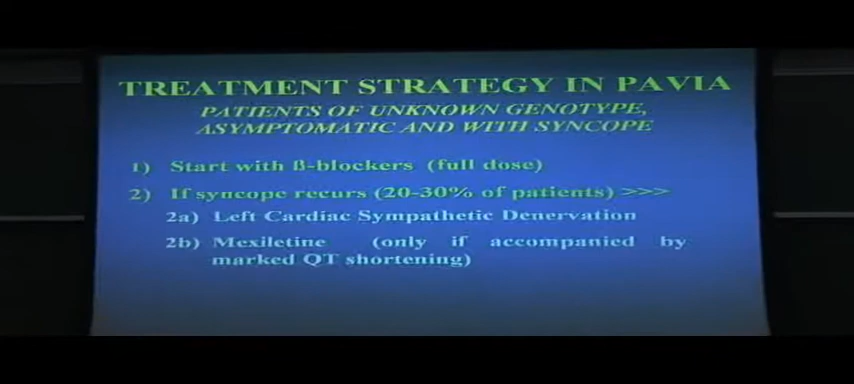 TREATMENT STRATEGY IN PAVIA
PATIENTS OF UNKNOWN GENOTYPE,
ASYMPTOMATIC AND WITH SYNCOPE
1) Start with ß-blockers (full dose)
2) If syncope recurs (20-30% of patients) >>>
2a) Left Cardiac Sympathetic Denervation
2b) Mexiletine (only if accompanied by
marked QT shortening)